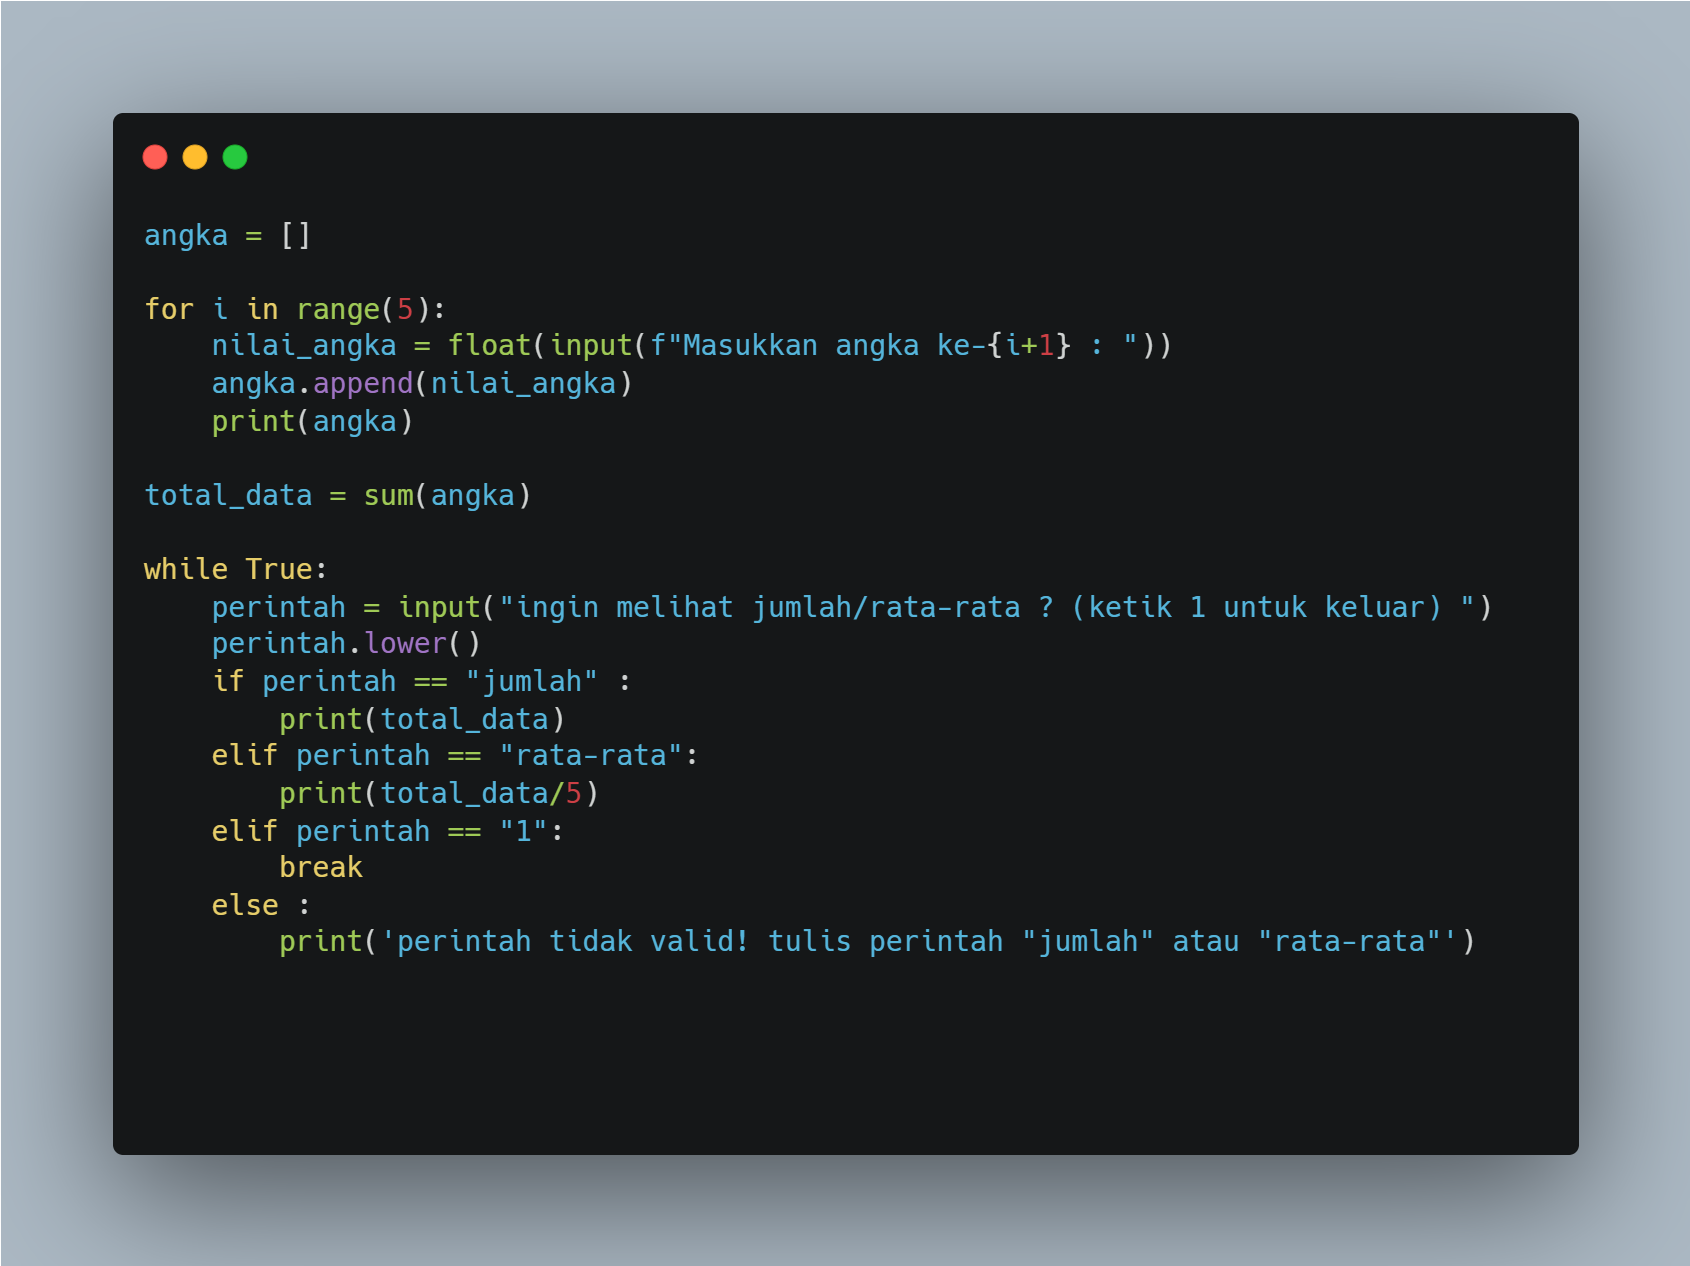 angka = []

for i in range(5):
    nilai_angka = float(input(f"Masukkan angka ke-{i+1} : "))
    angka.append(nilai_angka)
    print(angka)

total_data = sum(angka)

while True:
    perintah = input("ingin melihat jumlah/rata-rata ? (ketik 1 untuk keluar) ")
    perintah.lower()
    if perintah == "jumlah" :
        print(total_data)
    elif perintah == "rata-rata":
        print(total_data/5)
    elif perintah == "1":
        break
    else :
        print('perintah tidak valid! tulis perintah "jumlah" atau "rata-rata"')